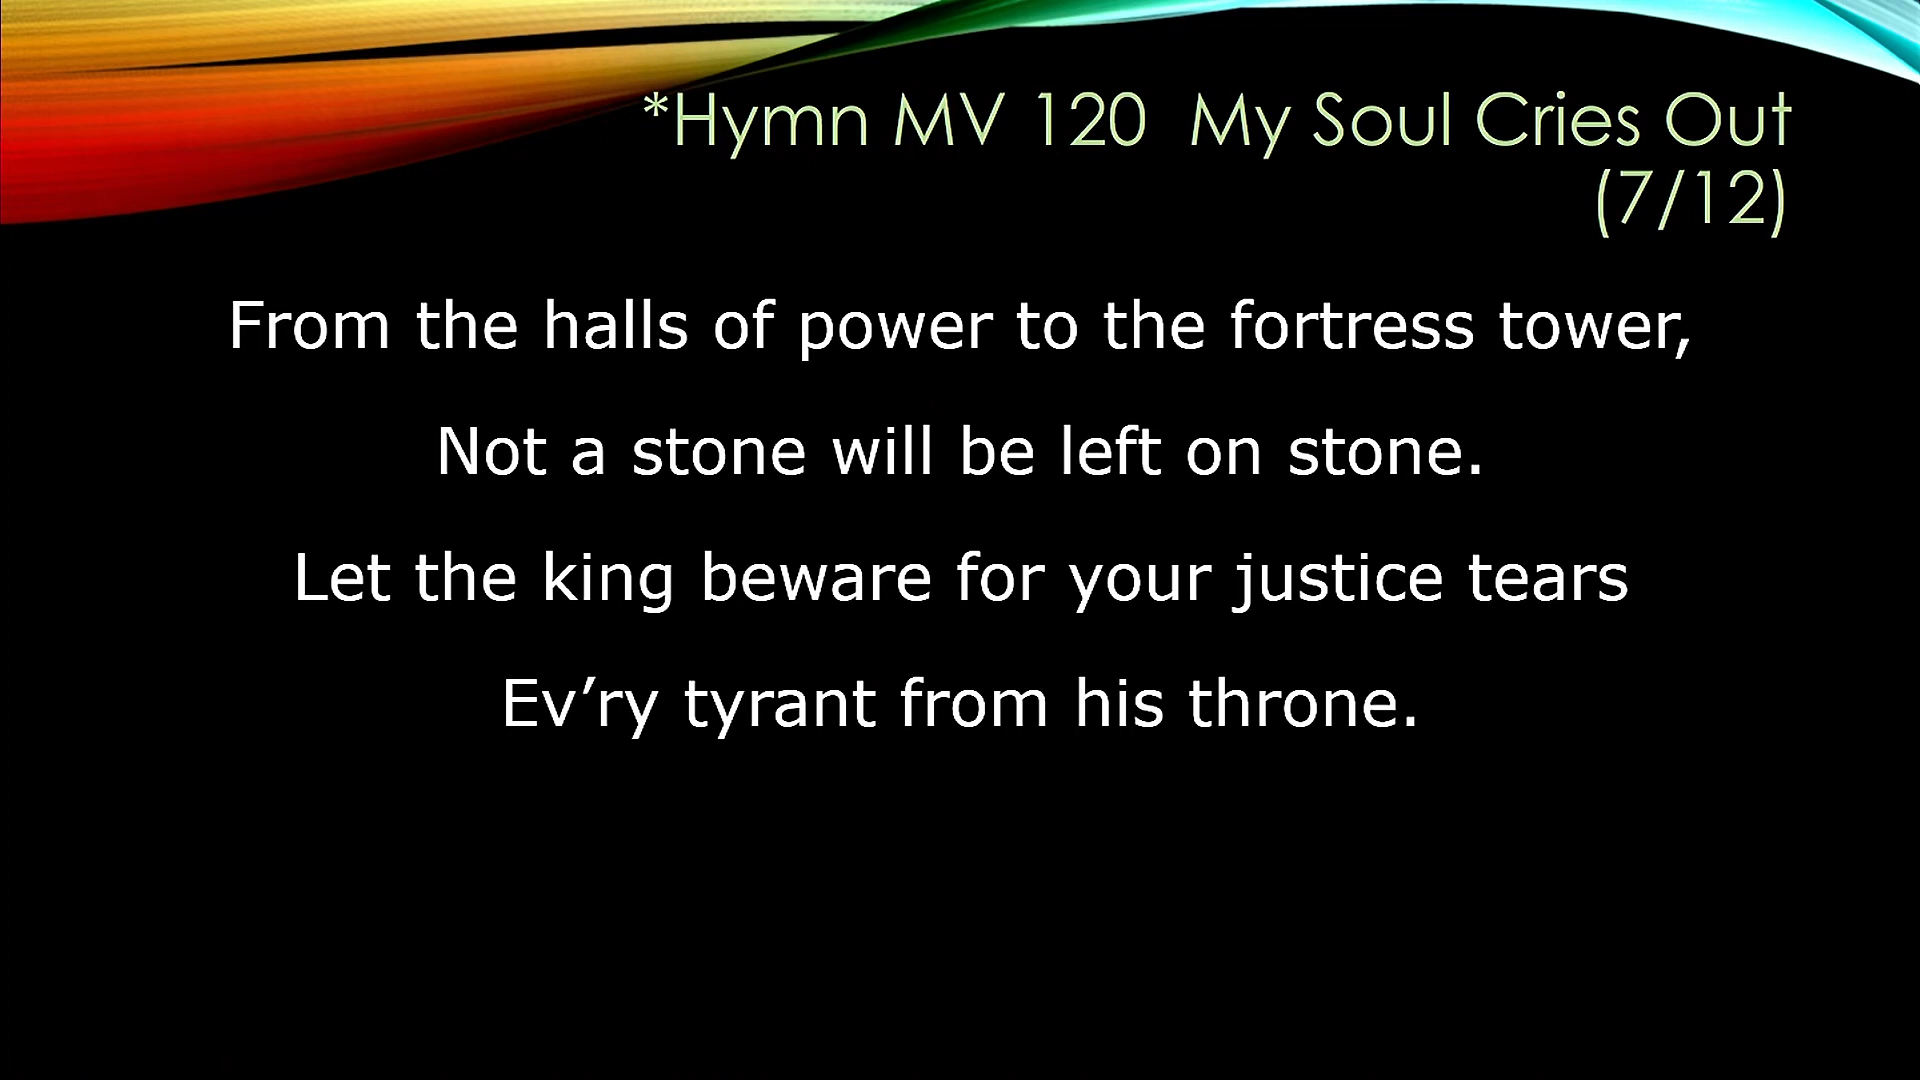 *Hymn MV 120  My Soul Cries Out
(7/12)
From the halls of power to the fortress tower,
Not a stone will be left on stone.
Let the king beware for your justice tears
Ev’ry tyrant from his throne.